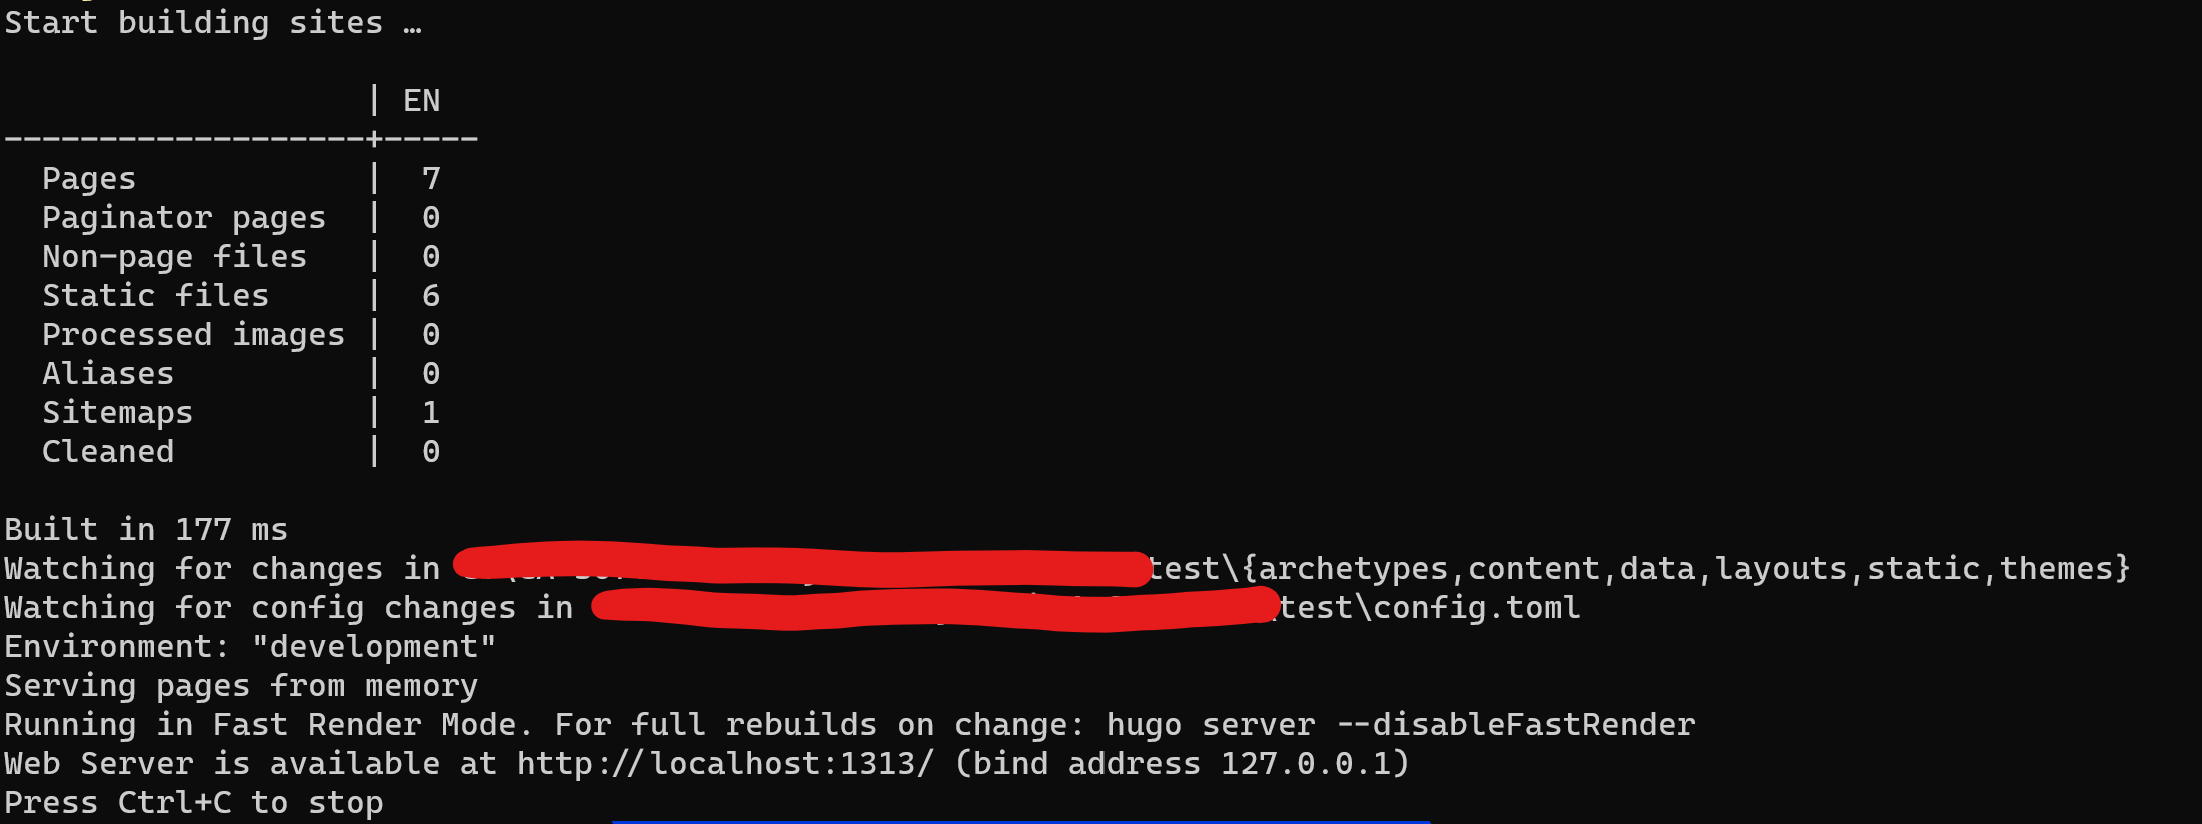 Start building sites …
| EN
-------------------+-----
Pages | 7
Paginator pages | 0
Non-page files | 0
Static files | 6
Processed images | 0
Aliases | 0
Sitemaps | 1
Cleaned | 0
Built in 177 ms
Watching for changes in test\{archetypes,content,data,layouts,static,themes}
Watching for config changes in test\config.toml
Environment: "development"
Serving pages from memory
Running in Fast Render Mode. For full rebuilds on change: hugo server --disableFastRender
Web Server is available at http://localhost:1313/ (bind address 127.0.0.1)
Press Ctrl+C to stop